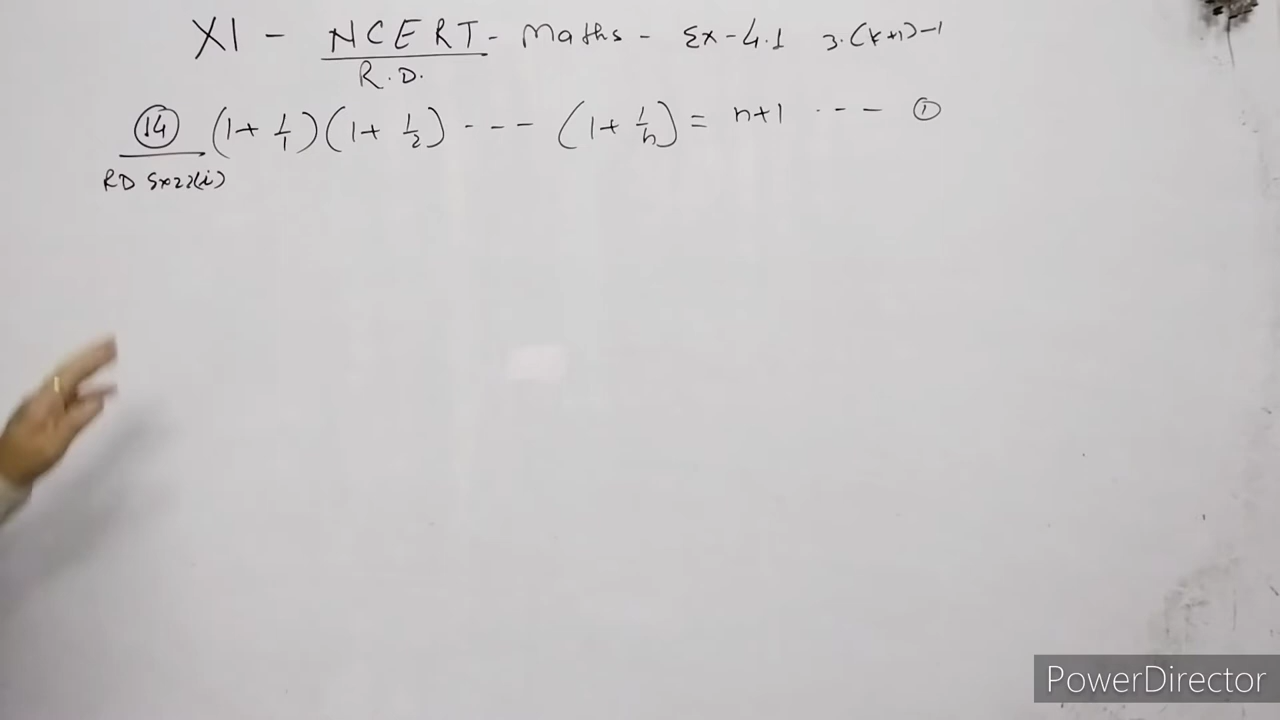 XI - NCERT - Maths - Ex-4.1 3·(k+1)-1
R.D.
(14) (1+ 1/1)(1+ 1/2) --- (1+ 1/n) = n+1 --- (1)
RD
PowerDirector